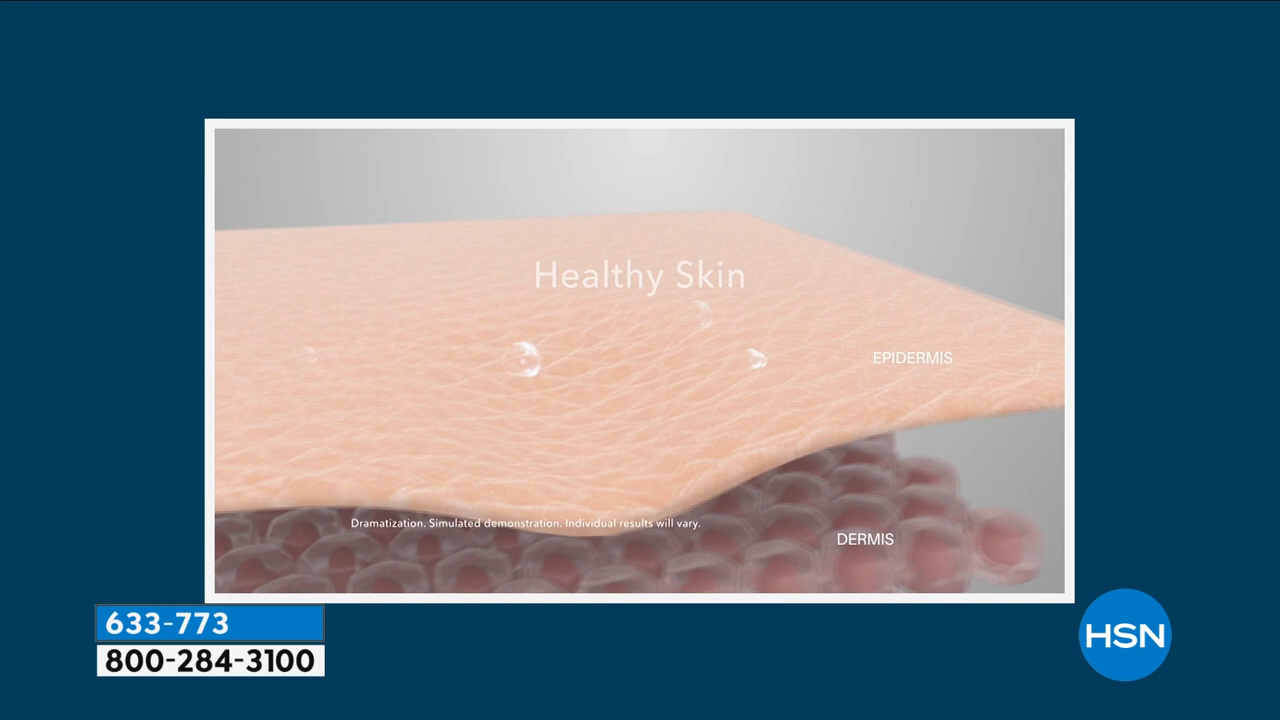 Healthy Skin
EPIDERMIS
Dramatization. Simulated demonstration. Individual results will vary.
DERMIS
633-773
800-284-3100
HSN